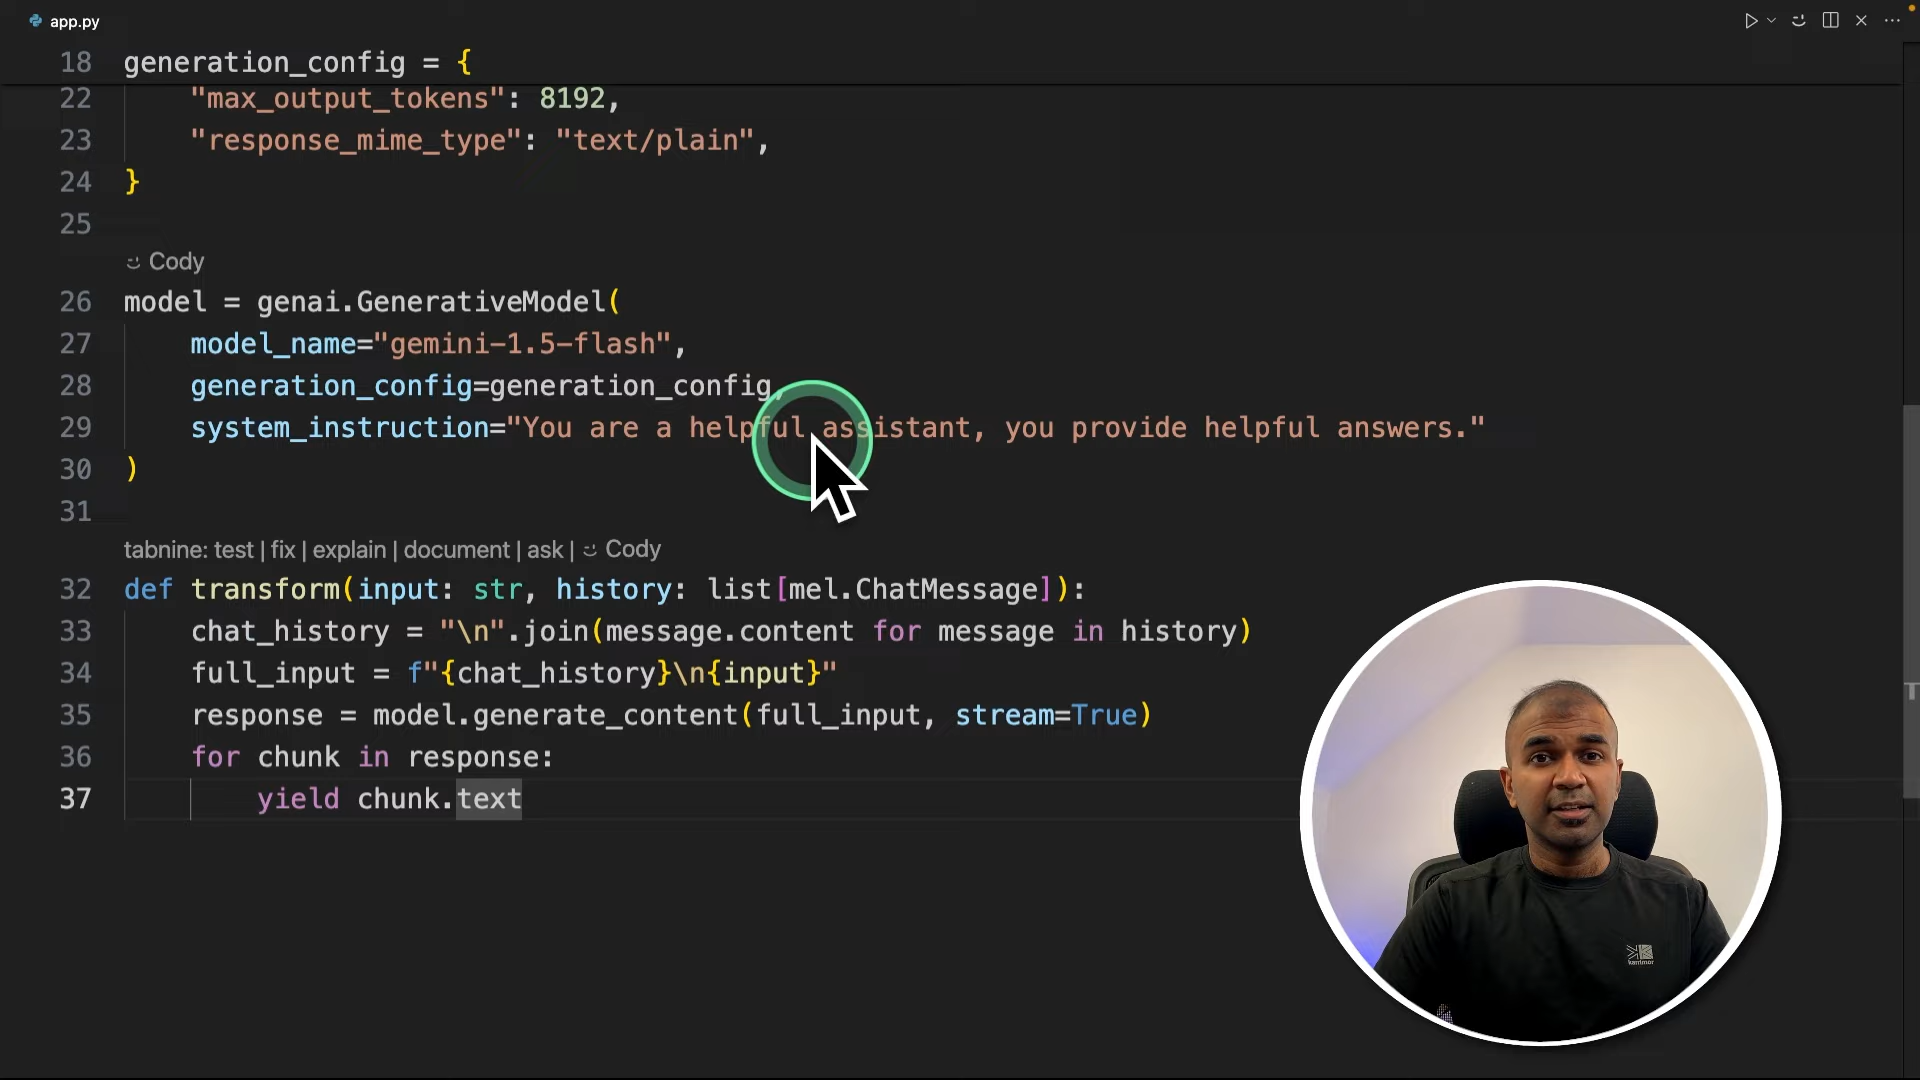 app.py
18 generation_config = {
22 "max_output_tokens": 8192,
23 "response_mime_type": "text/plain",
24 }
25
Cody
26 model = genai.GenerativeModel(
27 model_name="gemini-1.5-flash",
28 generation_config=generation_config,
29 system_instruction="You are a helpful assistant, you provide helpful answers."
30 )
31
tabnine: test | fix | explain | document | ask | Cody
32 def transform(input: str, history: list[mel.ChatMessage]):
33 chat_history = "\n".join(message.content for message in history)
34 full_input = f"{chat_history}\n{input}"
35 response = model.generate_content(full_input, stream=True)
36 for chunk in response:
37 yield chunk.text
karrimor